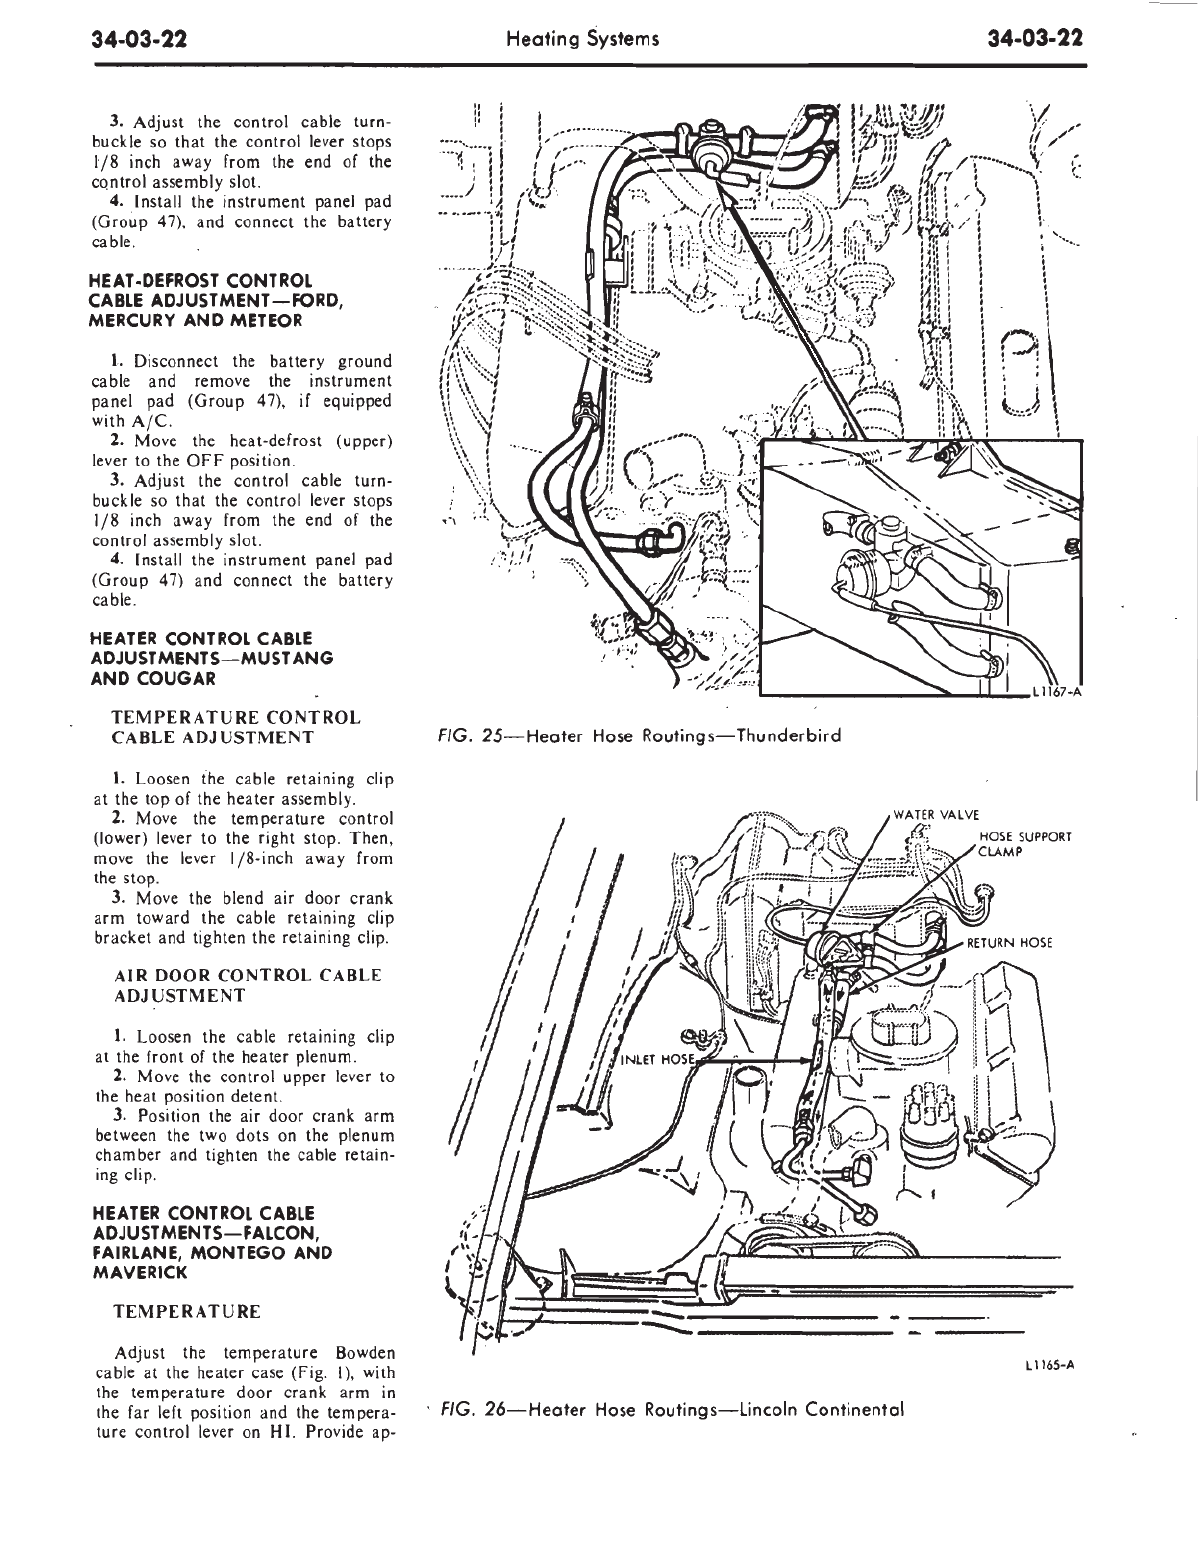 34-03-22 Heating Systems 34-03-22
3. Adjust the control cable turn-
buckle so that the control lever stops
1/8 inch away from the end of the
control assembly slot.
4. Install the instrument panel pad
(Group 47), and connect the battery
cable.
HEAT-DEFROST CONTROL
CABLE ADJUSTMENT—FORD,
MERCURY AND METEOR
1. Disconnect the battery ground
cable and remove the instrument
panel pad (Group 47), if equipped
with A/C.
2. Move the heat-defrost (upper)
lever to the OFF position.
3. Adjust the control cable turn-
buckle so that the control lever stops
1/8 inch away from the end of the
control assembly slot.
4. Install the instrument panel pad
(Group 47) and connect the battery
cable.
HEATER CONTROL CABLE
ADJUSTMENTS—MUSTANG
AND COUGAR
TEMPERATURE CONTROL
CABLE ADJUSTMENT
1. Loosen the cable retaining clip
at the top of the heater assembly.
2. Move the temperature control
(lower) lever to the right stop. Then,
move the lever 1/8-inch away from
the stop.
3. Move the blend air door crank
arm toward the cable retaining clip
bracket and tighten the retaining clip.
AIR DOOR CONTROL CABLE
ADJUSTMENT
1. Loosen the cable retaining clip
at the front of the heater plenum.
2. Move the control upper lever to
the heat position detent.
3. Position the air door crank arm
between the two dots on the plenum
chamber and tighten the cable retain-
ing clip.
HEATER CONTROL CABLE
ADJUSTMENTS—FALCON,
FAIRLANE, MONTEGO AND
MAVERICK
TEMPERATURE
Adjust the temperature Bowden
cable at the heater case (Fig. 1), with
the temperature door crank arm in
the far left position and the tempera-
ture control lever on HI. Provide ap-
L1167-A
FIG. 25—Heater Hose Routings—Thunderbird
WATER VALVE
HOSE SUPPORT
CLAMP
RETURN HOSE
INLET HOSE
L1165-A
FIG. 26—Heater Hose Routings—Lincoln Continental